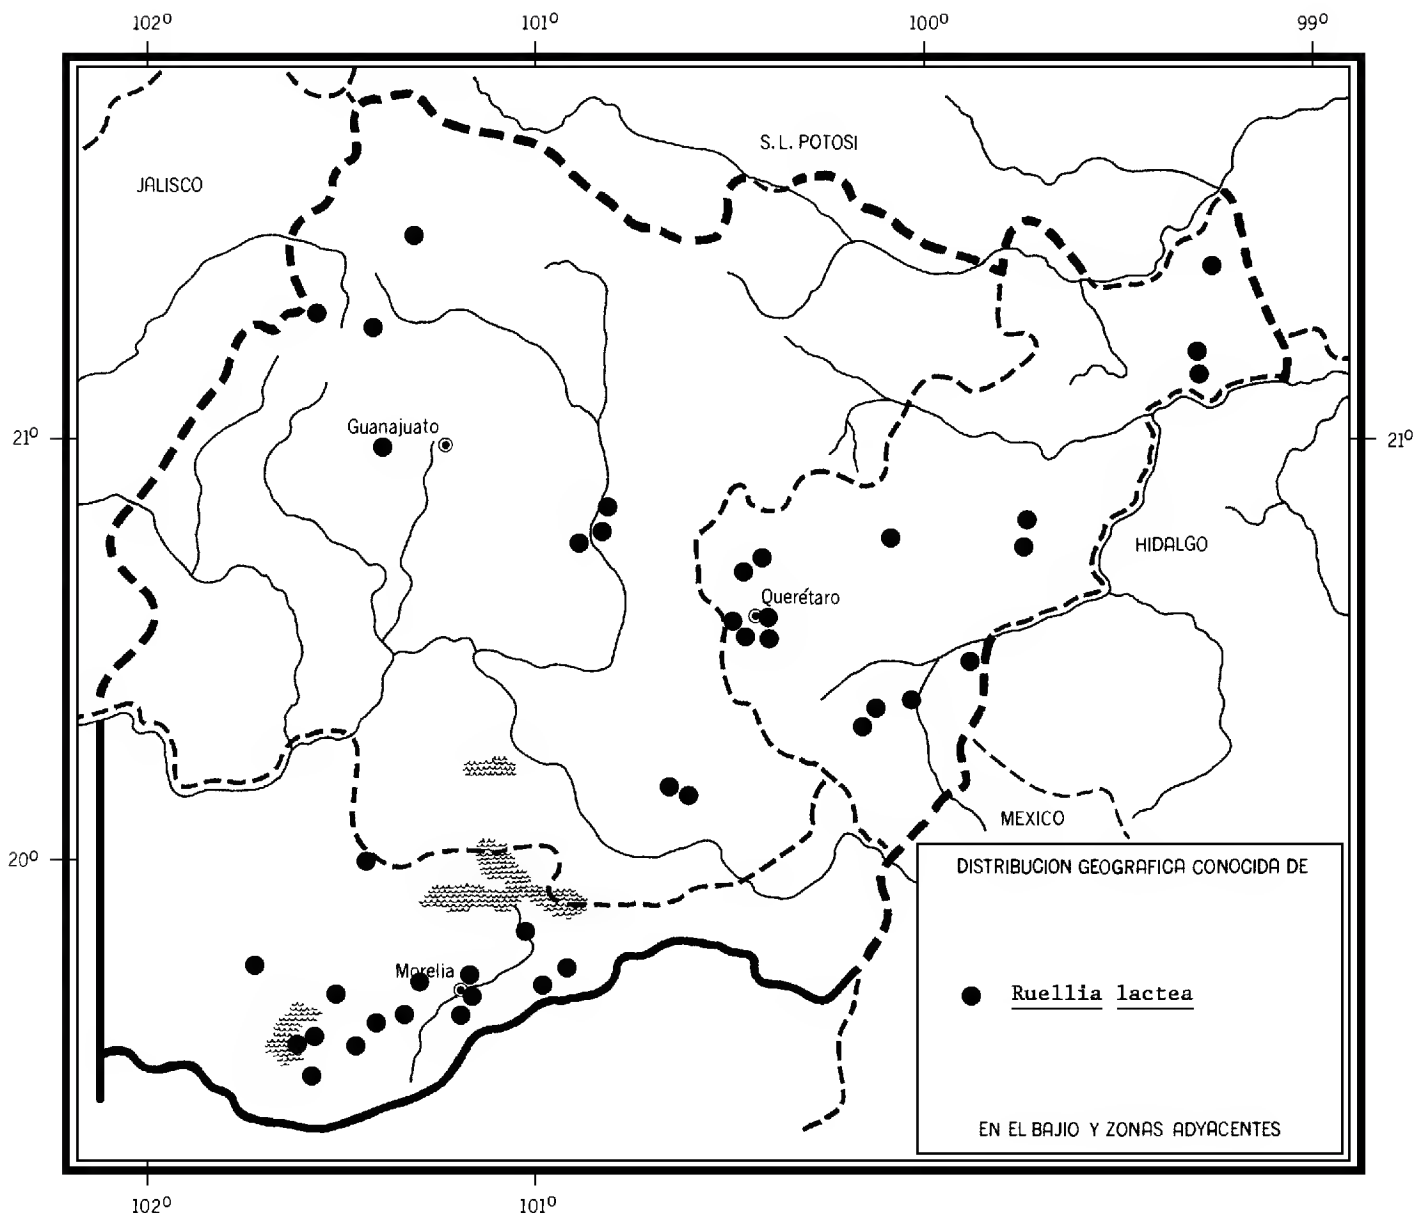 102º 101º 100º 99º
S.L. POTOSI
JALISCO
Guanajuato
21º 21º
HIDALGO
Querétaro
MEXICO
20º
DISTRIBUCION GEOGRAFICA CONOCIDA DE
Morelia
Ruellia lactea
EN EL BAJIO Y ZONAS ADYACENTES
102º 101º